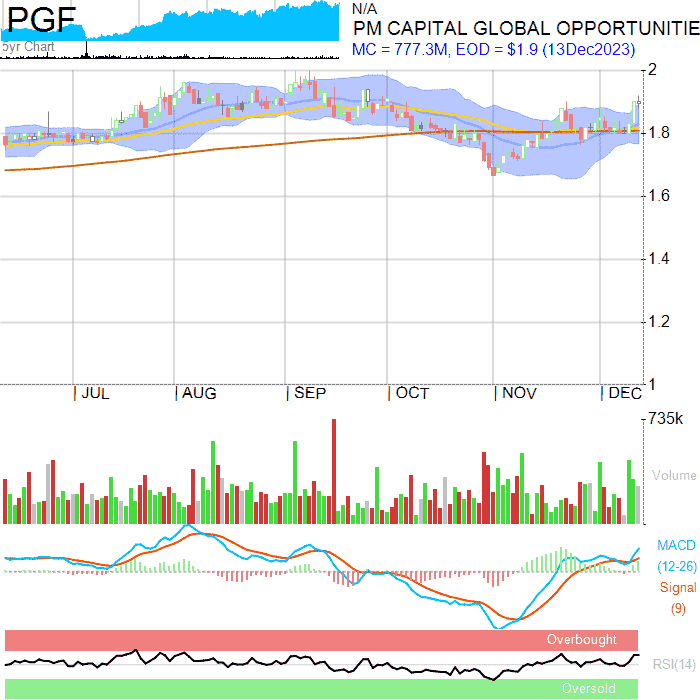 PGF
N/A
PM CAPITAL GLOBAL OPPORTUNITIE
MC = 777.3M, EOD = $1.9 (13Dec2023)
5yr Chart
2
1.8
1.6
1.4
1.2
1
JUL AUG SEP OCT NOV DEC
735k
Volume
MACD
(12-26)
Signal
(9)
Overbought
RSI(14)
Oversold